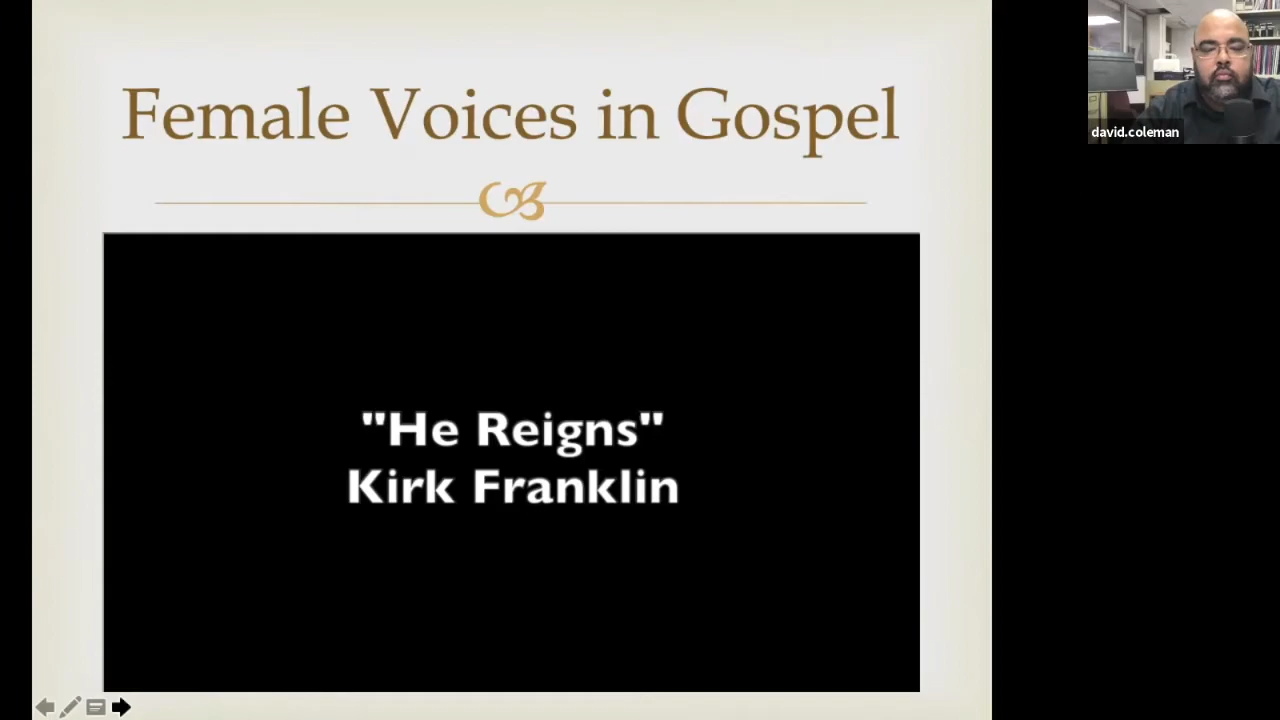 Female Voices in Gospel
"He Reigns"
Kirk Franklin
david.coleman